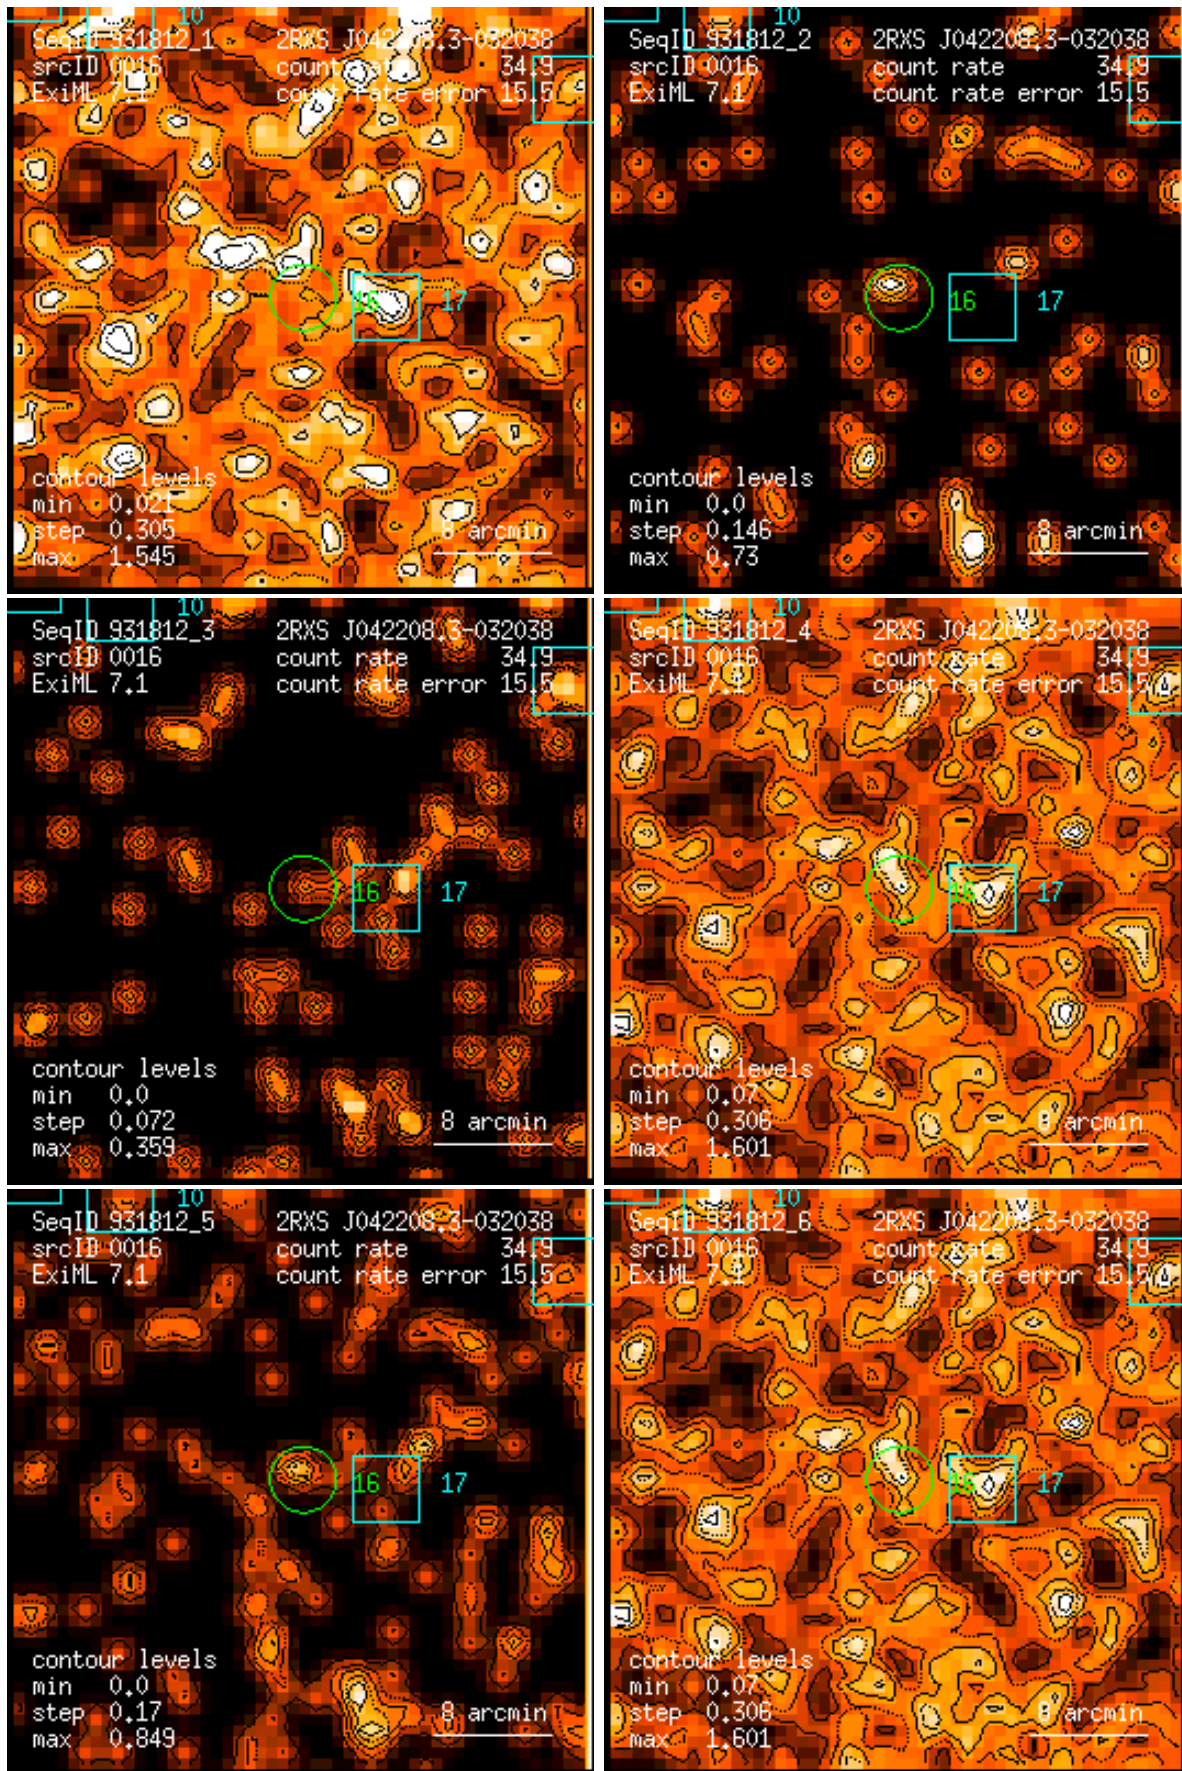 10
SeqID 931812_1 2RXS J042208.3-032038
srcID 0016 count rate 34.9
ExiML 7.1 count rate error 15.5
16 17
contour levels
min 0.021
step 0.305 8 arcmin
max 1.545
10
SeqID 931812_2 2RXS J042208.3-032038
srcID 0016 count rate 34.9
ExiML 7.1 count rate error 15.5
16 17
contour levels
min 0.0
step 0.146 8 arcmin
max 0.73
10
SeqID 931812_3 2RXS J042208.3-032038
srcID 0016 count rate 34.9
ExiML 7.1 count rate error 15.5
16 17
contour levels
min 0.0
step 0.072 8 arcmin
max 0.359
10
SeqID 931812_4 2RXS J042208.3-032038
srcID 0016 count rate 34.9
ExiML 7.1 count rate error 15.5
16 17
contour levels
min 0.07
step 0.306 8 arcmin
max 1.601
10
SeqID 931812_5 2RXS J042208.3-032038
srcID 0016 count rate 34.9
ExiML 7.1 count rate error 15.5
16 17
contour levels
min 0.0
step 0.17 8 arcmin
max 0.849
10
SeqID 931812_6 2RXS J042208.3-032038
srcID 0016 count rate 34.9
ExiML 7.1 count rate error 15.5
16 17
contour levels
min 0.07
step 0.306 8 arcmin
max 1.601